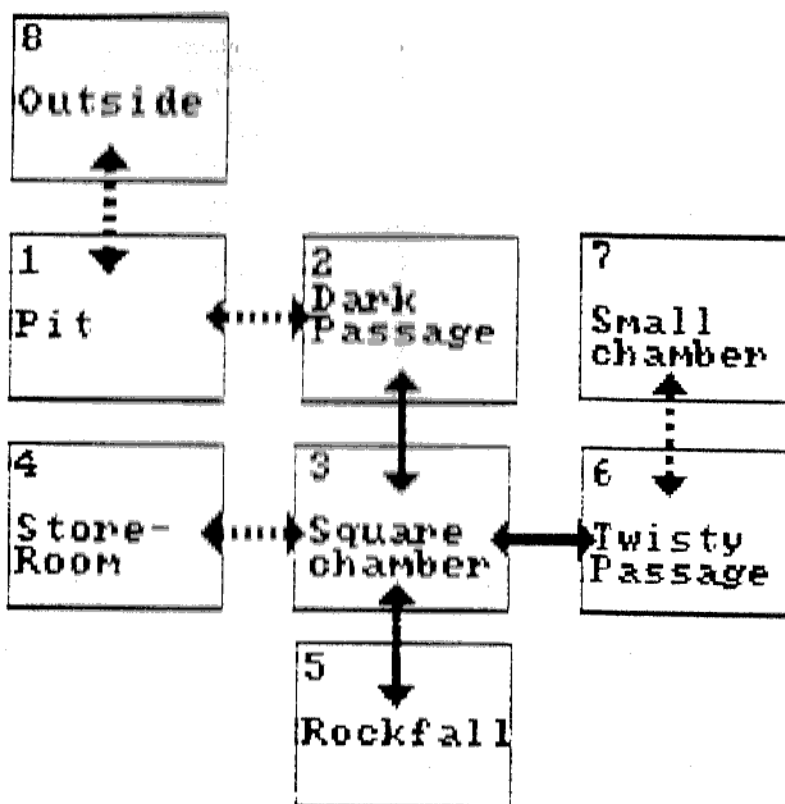 8
Outside
1
Pit
2
Dark
Passage
7
Small
chamber
4
Store-
Room
3
Square
chamber
6
Twisty
Passage
5
Rockfall